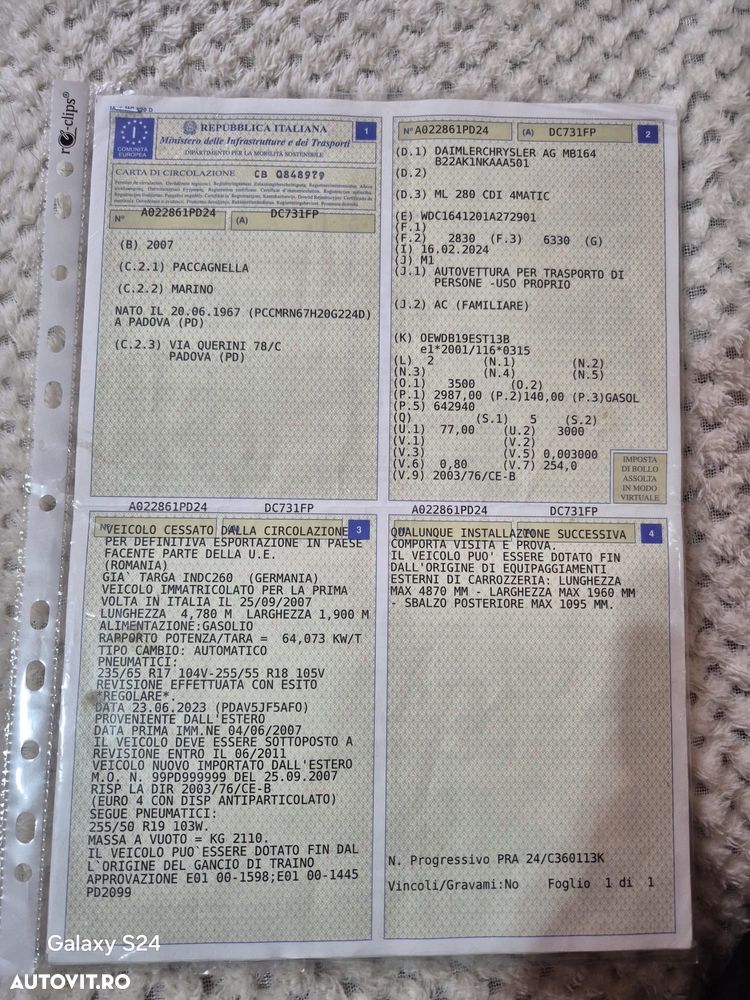 REPUBBLICA ITALIANA
Ministero delle Infrastrutture e dei Trasporti
DIPARTIMENTO PER LA MOBILITÀ SOSTENIBILE
COMUNITÀ EUROPEA
1
CARTA DI CIRCOLAZIONE CB 0848979
N° A022861PD24 (A) DC731FP
(B) 2007
(C.2.1) PACCAGNELLA
(C.2.2) MARINO
NATO IL 20.06.1967 (PCCMRN67H20G224D)
A PADOVA (PD)
(C.2.3) VIA QUERINI 78/C
PADOVA (PD)
N° A022861PD24 (A) DC731FP 2
(D.1) DAIMLERCHRYSLER AG MB164
B22AK1NKAAA501
(D.2)
(D.3) ML 280 CDI 4MATIC
(E) WDC1641201A272901
(F.1)
(F.2) 2830 (F.3) 6330 (G)
(I) 16.02.2024
(J) M1
(J.1) AUTOVETTURA PER TRASPORTO DI
PERSONE -USO PROPRIO
(J.2) AC (FAMILIARE)
(K) OEWDB19EST13B
e1*2001/116*0315
(L) 2 (N.1) (N.2)
(N.3) (N.4) (N.5)
(O.1) 3500 (O.2)
(P.1) 2987,00 (P.2)140,00 (P.3)GASOL
(P.5) 642940
(Q) (S.1) 5 (S.2)
(U.1) 77,00 (U.2) 3000
(V.1) (V.2)
(V.3) (V.5) 0,003000
(V.6) 0,80 (V.7) 254,0
(V.9) 2003/76/CE-B
IMPOSTA
DI BOLLO
ASSOLTA
IN MODO
VIRTUALE
A022861PD24 DC731FP
3
VEICOLO CESSATO DALLA CIRCOLAZIONE
PER DEFINITIVA ESPORTAZIONE IN PAESE
FACENTE PARTE DELLA U.E.
(ROMANIA)
GIA` TARGA INDC260 (GERMANIA)
VEICOLO IMMATRICOLATO PER LA PRIMA
VOLTA IN ITALIA IL 25/09/2007
LUNGHEZZA 4,780 M LARGHEZZA 1,900 M
ALIMENTAZIONE:GASOLIO
RAPPORTO POTENZA/TARA = 64,073 KW/T
TIPO CAMBIO: AUTOMATICO
PNEUMATICI:
235/65 R17 104V-255/55 R18 105V
REVISIONE EFFETTUATA CON ESITO
*REGOLARE*.
DATA 23.06.2023 (PDAV5JF5AFO)
PROVENIENTE DALL'ESTERO
DATA PRIMA IMM.NE 04/06/2007
IL VEICOLO DEVE ESSERE SOTTOPOSTO A
REVISIONE ENTRO IL 06/2011
VEICOLO NUOVO IMPORTATO DALL'ESTERO
M.O. N. 99PD999999 DEL 25.09.2007
RISP LA DIR 2003/76/CE-B
(EURO 4 CON DISP ANTIPARTICOLATO)
SEGUE PNEUMATICI:
255/50 R19 103W.
MASSA A VUOTO = KG 2110.
IL VEICOLO PUO`ESSERE DOTATO FIN DAL
L`ORIGINE DEL GANCIO DI TRAINO
APPROVAZIONE E01 00-1598;E01 00-1445
PD2099
A022861PD24 DC731FP
4
QUALUNQUE INSTALLAZIONE SUCCESSIVA
COMPORTA VISITA E PROVA.
IL VEICOLO PUO' ESSERE DOTATO FIN
DALL'ORIGINE DI EQUIPAGGIAMENTI
ESTERNI DI CARROZZERIA: LUNGHEZZA
MAX 4870 MM - LARGHEZZA MAX 1960 MM
- SBALZO POSTERIORE MAX 1095 MM.
N. Progressivo PRA 24/C360113K
Vincoli/Gravami:No Foglio 1 di 1
Galaxy S24
AUTOVIT.RO